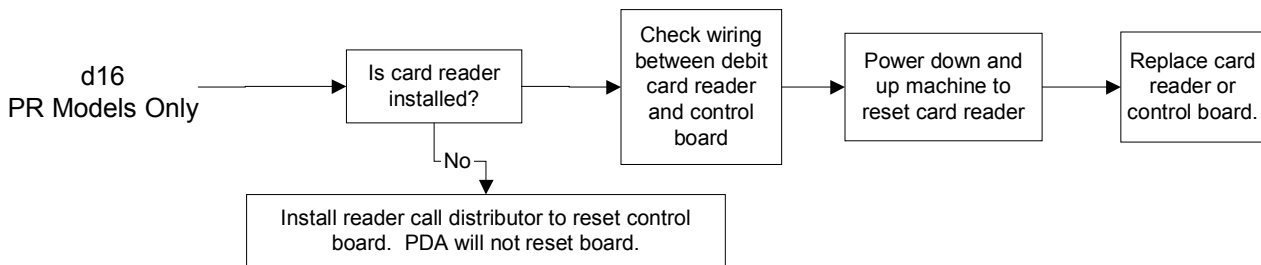 d16
PR Models Only
Is card reader
installed?
Check wiring
between debit
card reader
and control
board
Power down and
up machine to
reset card reader
Replace card
reader or
control board.
No
Install reader call distributor to reset control
board.  PDA will not reset board.